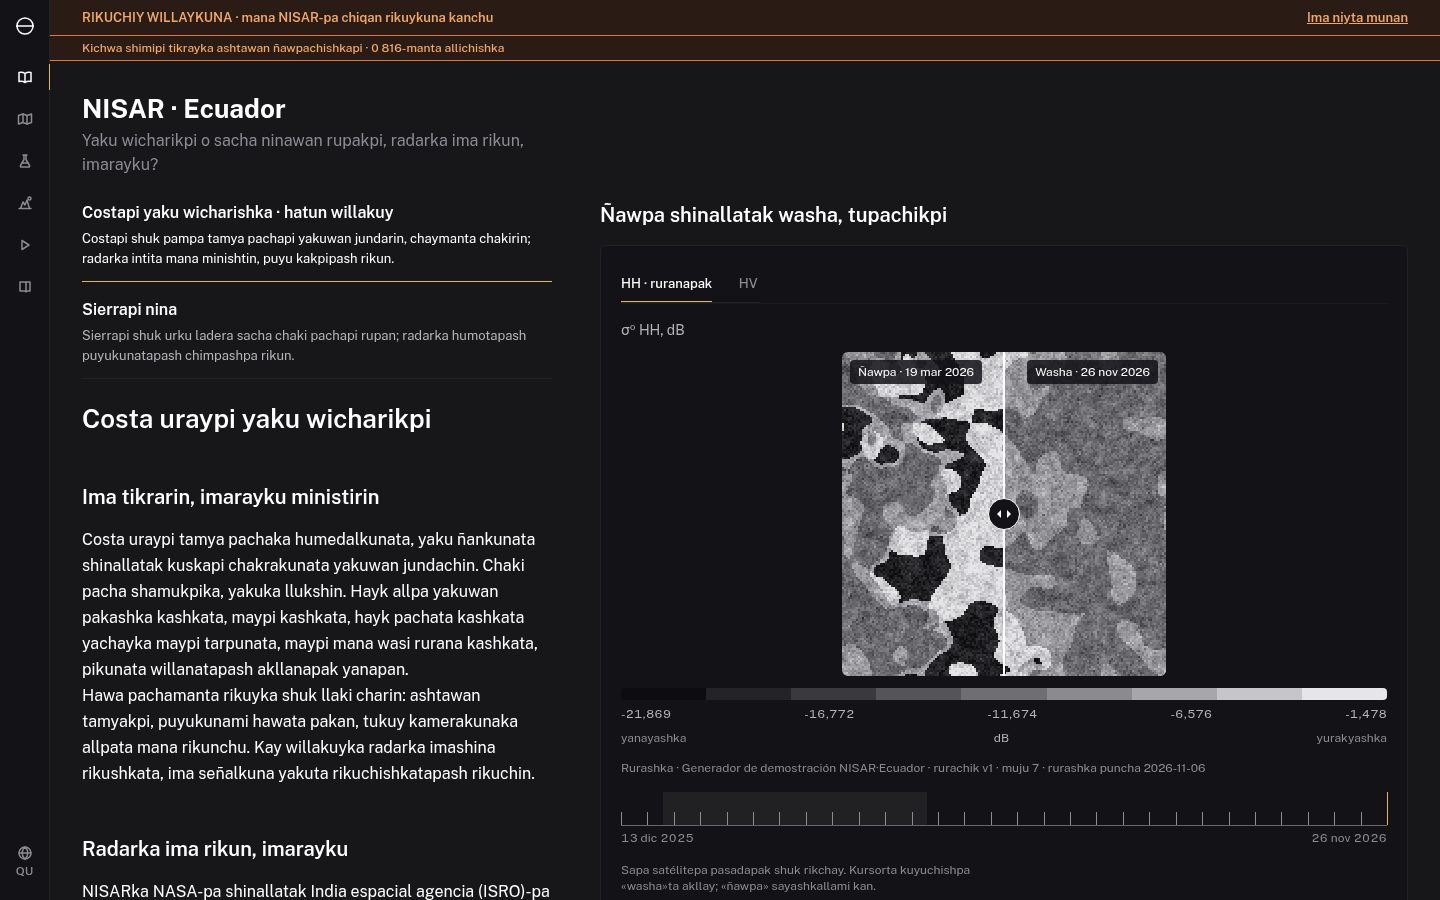 RIKUCHIY WILLAYKUNA · mana NISAR-pa chiqan rikuykuna kanchu
Ima niyta munan
Kichwa shimipi tikrayka ashtawan ñawpachishkapi · 0 816-manta allichishka
NISAR · Ecuador
Yaku wicharikpi o sacha ninawan rupakpi, radarka ima rikun,
imarayku?
Costapi yaku wicharishka · hatun willakuy
Costapi shuk pampa tamya pachapi yakuwan jundarin, chaymanta chakirin;
radarka intita mana minishtin, puyu kakpipash rikun.
Sierrapi nina
Sierrapi shuk urku ladera sacha chaki pachapi rupan; radarka humotapash
puyukunatapash chimpashpa rikun.
Costa uraypi yaku wicharikpi
Ima tikrarin, imarayku ministirin
Costa uraypi tamya pachaka humedalkunata, yaku ñankunata
shinallatak kuskapi chakrakunata yakuwan jundachin. Chaki
pacha shamukpika, yakuka llukshin. Hayk allpa yakuwan
pakashka kashkata, maypi kashkata, hayk pachata kashkata
yachayka maypi tarpunata, maypi mana wasi rurana kashkata,
pikunata willanatapash akllanapak yanapan.
Hawa pachamanta rikuyka shuk llaki charin: ashtawan
tamyakpi, puyukunami hawata pakan, tukuy kamerakunaka
allpata mana rikunchu. Kay willakuyka radarka imashina
rikushkata, ima señalkuna yakuta rikuchishkatapash rikuchin.
Radarka ima rikun, imarayku
NISARka NASA-pa shinallatak India espacial agencia (ISRO)-pa
QU
Ñawpa shinallatak washa, tupachikpi
HH · ruranapak
HV
σº HH, dB
Ñawpa · 19 mar 2026
Washa · 26 nov 2026
-21,869
-16,772
-11,674
-6,576
-1,478
yanayashka
dB
yurakyashka
Rurashka · Generador de demostración NISAR·Ecuador · rurachik v1 · muju 7 · rurashka puncha 2026-11-06
13 dic 2025
26 nov 2026
Sapa satélitepa pasadapak shuk rikchay. Kursorta kuyuchishpa
«washa»ta akllay; «ñawpa» sayashkallami kan.